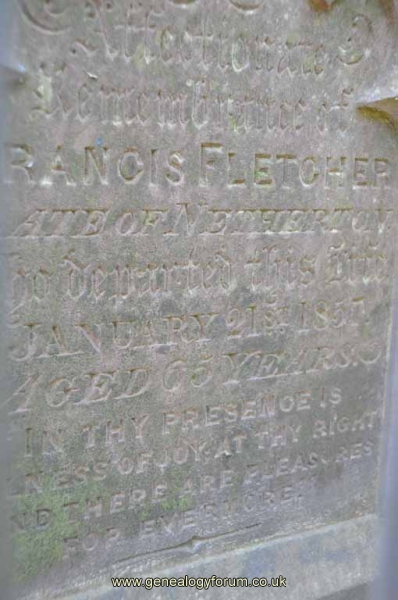 Affectionate
Remembrance of
RANCIS FLETCHER
ATE OF NETHERTON
ho departed this life
JANUARY 21ST 1857
AGED 65 YEARS.
IN THY PRESENCE IS
LNESS OF JOY: AT THY RIGHT
ND THERE ARE PLEASURES
FOR EVERMORE.
www.genealogyforum.co.uk